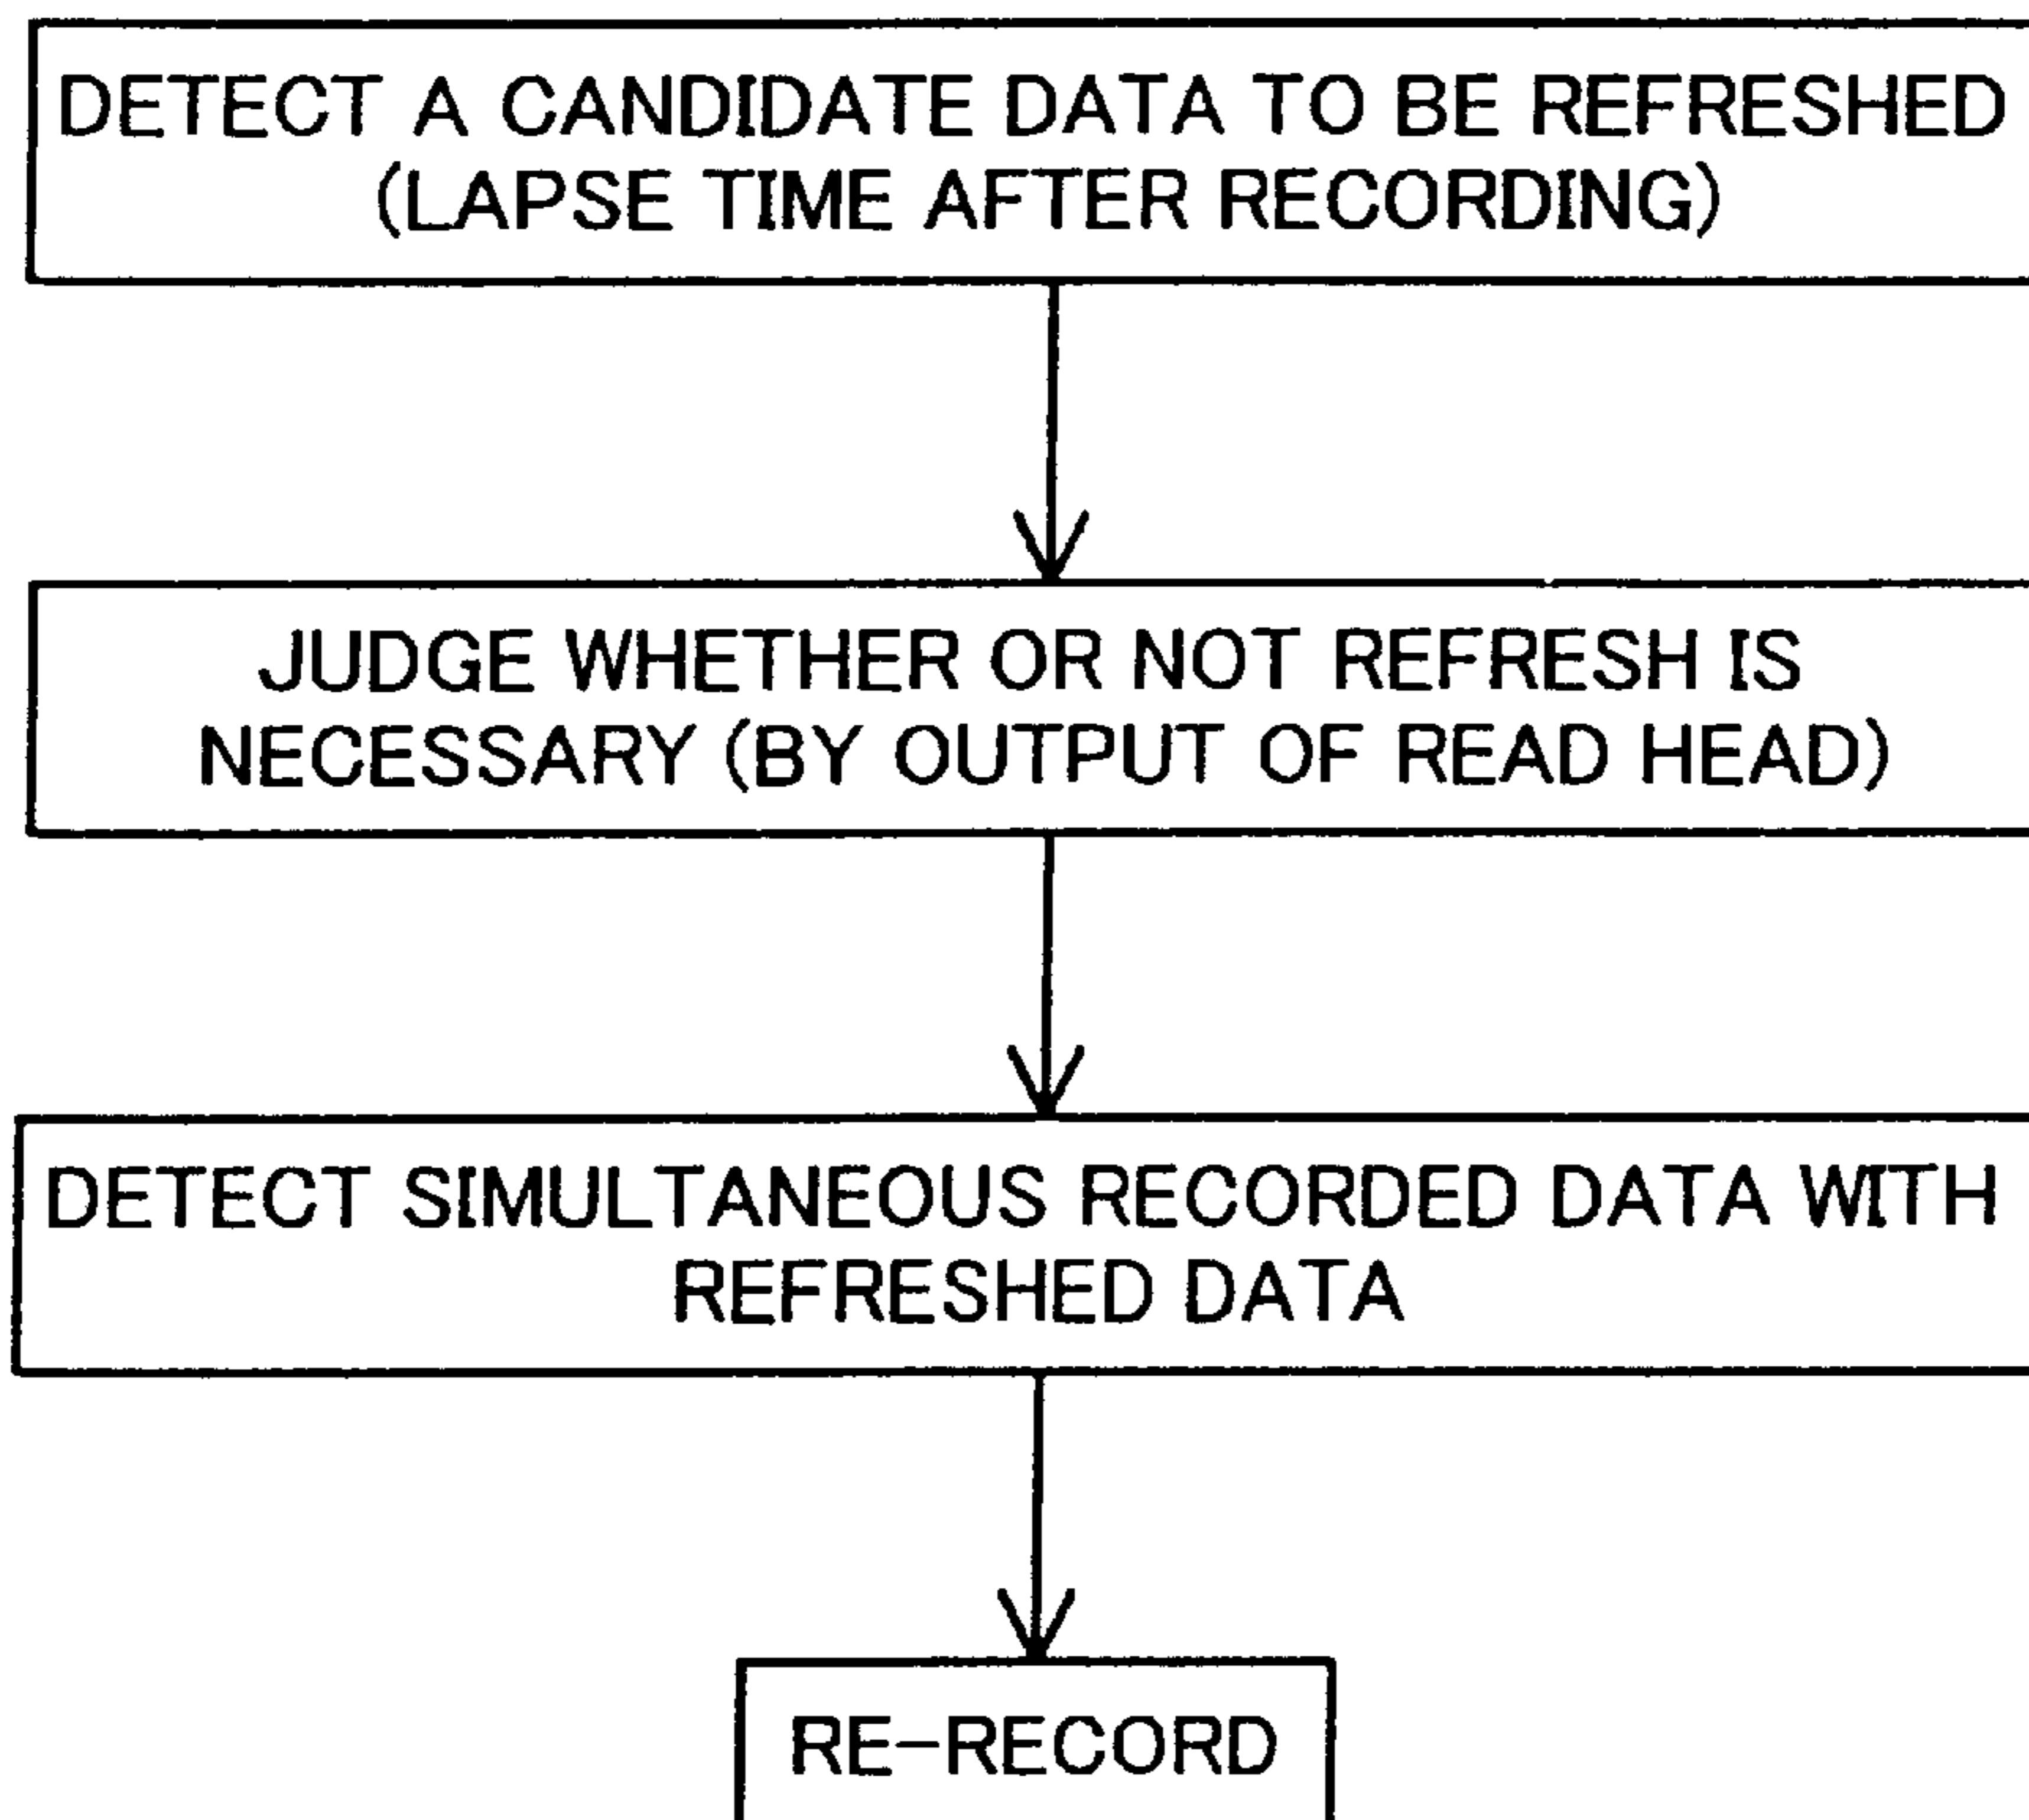 DETECT A CANDIDATE DATA TO BE REFRESHED
(LAPSE TIME AFTER RECORDING)
JUDGE WHETHER OR NOT REFRESH IS
NECESSARY (BY OUTPUT OF READ HEAD)
DETECT SIMULTANEOUS RECORDED DATA WITH
REFRESHED DATA
RE-RECORD